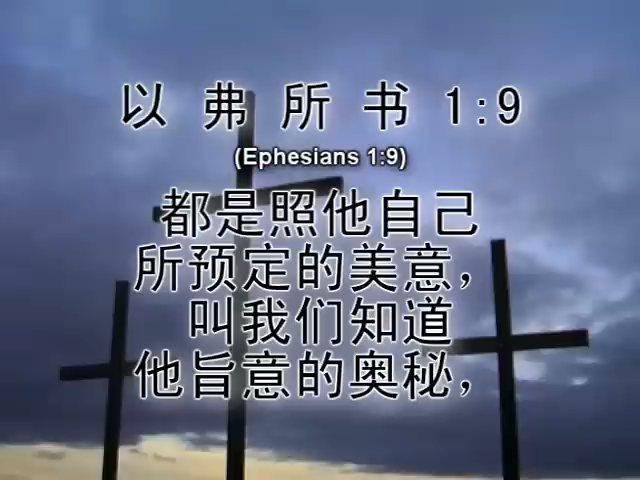 以弗所书 1:9
(Ephesians 1:9)
都是照他自己
所预定的美意，
叫我们知道
他旨意的奥秘，